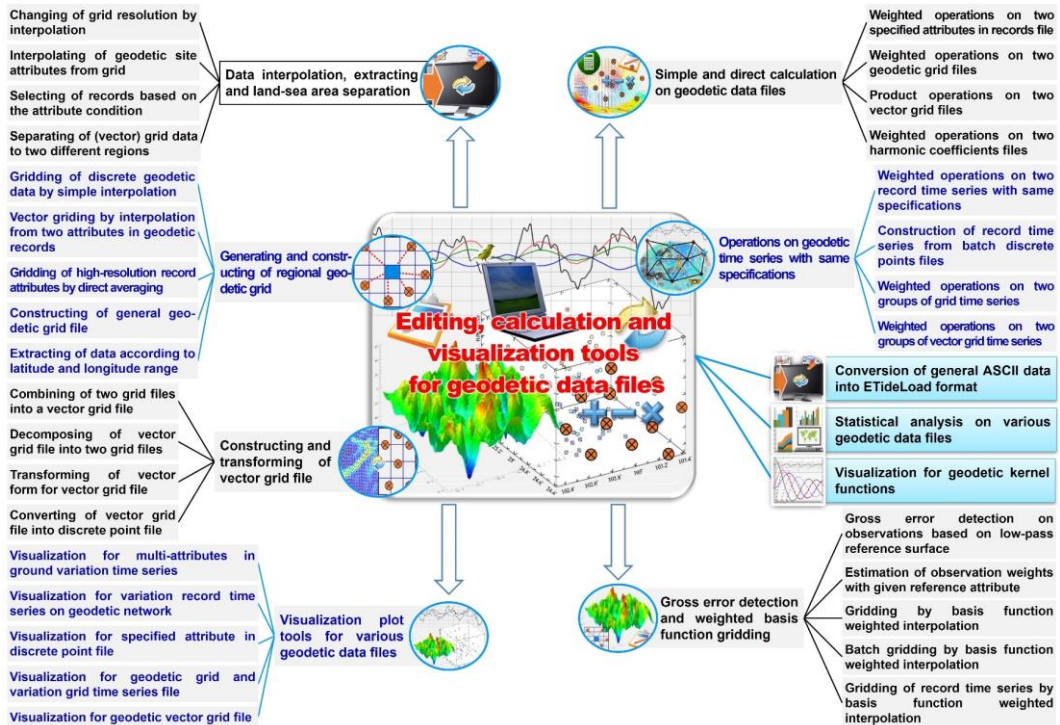 Changing of grid resolution by
interpolation
Interpolating of geodetic site
attributes from grid
Selecting of records based on
the attribute condition
Separating of (vector) grid data
to two different regions
Data interpolation, extracting
and land-sea area separation
Gridding of discrete geodetic
data by simple interpolation
Vector griding by interpolation
from two attributes in geodetic
records
Gridding of high-resolution record
attributes by direct averaging
Constructing of general geo-
detic grid file
Extracting of data according to
latitude and longitude range
Generating and constr-
ucting of regional geo-
detic grid
Combining of two grid files
into a vector grid file
Decomposing of vector
grid file into two grid files
Transforming of vector
form for vector grid file
Converting of vector grid
file into discrete point file
Constructing and
transforming of
vector grid file
Visualization for multi-attributes in
ground variation time series
Visualization for variation record time
series on geodetic network
Visualization for specified attribute in
discrete point file
Visualization for geodetic grid and
variation grid time series file
Visualization for geodetic vector grid file
Visualization plot
tools for various
geodetic data files
Editing, calculation and
visualization tools
for geodetic data files
Simple and direct calculation
on geodetic data files
Weighted operations on two
specified attributes in records file
Weighted operations on two
geodetic grid files
Product operations on two
vector grid files
Weighted operations on two
harmonic coefficients files
Operations on geodetic
time series with same
specifications
Weighted operations on two
record time series with same
specifications
Construction of record time
series from batch discrete
points files
Weighted operations on two
groups of grid time series
Weighted operations on two
groups of vector grid time series
Conversion of general ASCII data
into ETideLoad format
Statistical analysis on various
geodetic data files
Visualization for geodetic kernel
functions
Gross error detection
and weighted basis
function gridding
Gross error detection on
observations based on low-pass
reference surface
Estimation of observation weights
with given reference attribute
Gridding by basis function
weighted interpolation
Batch gridding by basis function
weighted interpolation
Gridding of record time series by
basis function weighted
interpolation